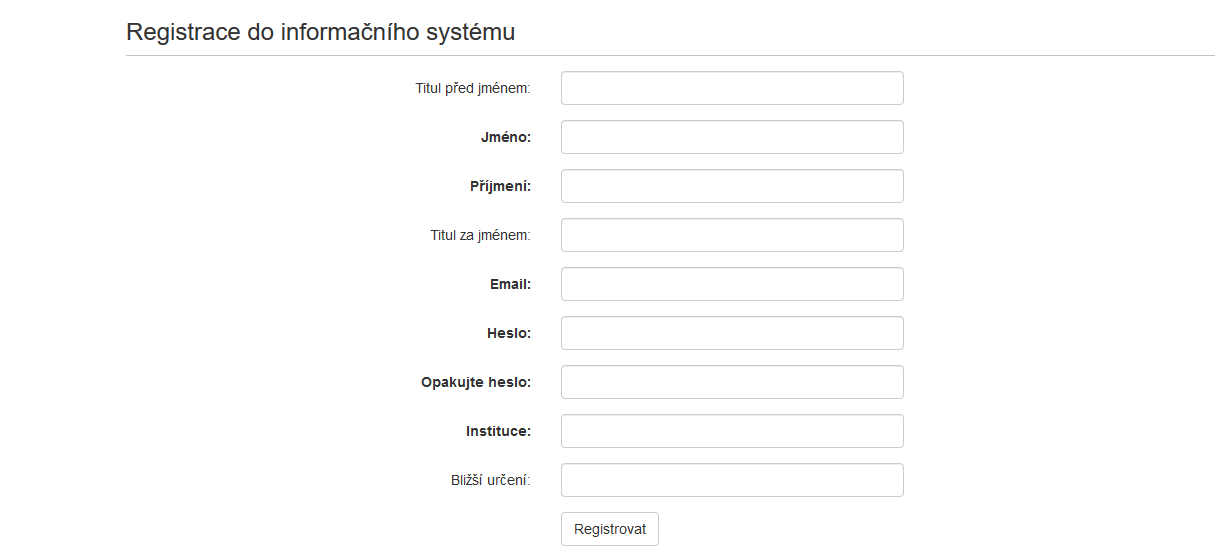 Registrace do informačního systému
Titul před jménem:
Jméno:
Příjmení:
Titul za jménem:
Email:
Heslo:
Opakujte heslo:
Instituce:
Bližší určení:
Registrovat